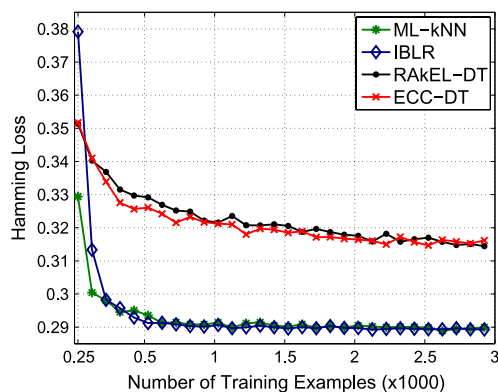 0.38
0.37
0.36
0.35
0.34
0.33
0.32
0.31
0.3
0.29
Hamming Loss
ML−kNN
IBLR
RAkEL−DT
ECC−DT
0.25 0.5 1 1.5 2 2.5 3
Number of Training Examples (x1000)